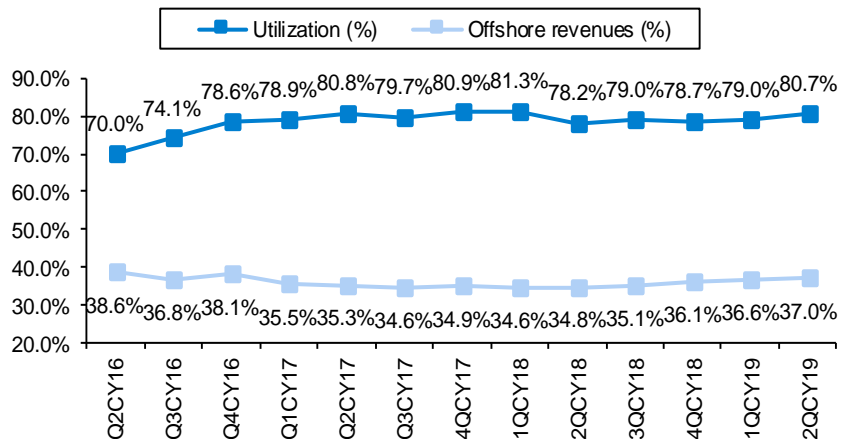 Utilization (%) Offshore revenues (%)
90.0%
80.0%
70.0%
60.0%
50.0%
40.0%
30.0%
20.0%
70.0% 74.1% 78.6% 78.9% 80.8% 79.7% 80.9% 81.3% 78.2% 79.0% 78.7% 79.0% 80.7%
38.6% 36.8% 38.1% 35.5% 35.3% 34.6% 34.9% 34.6% 34.8% 35.1% 36.1% 36.6% 37.0%
Q2CY16
Q3CY16
Q4CY16
Q1CY17
Q2CY17
Q3CY17
4QCY17
1QCY18
2QCY18
3QCY18
4QCY18
1QCY19
2QCY19